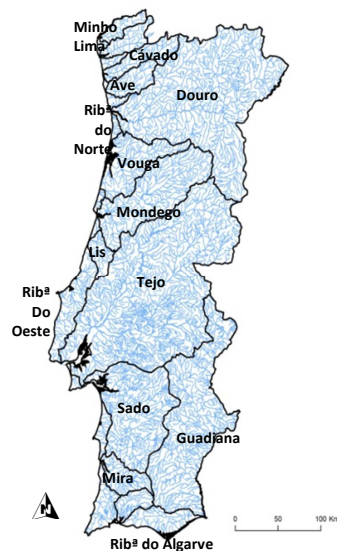 Minho
Lima
Cávado
Ave
Douro
Ribª
do
Norte
Vouga
Mondego
Lis
Tejo
Ribª
Do
Oeste
Sado
Guadiana
Mira
N
0 50 100 Km
Ribª do Algarve